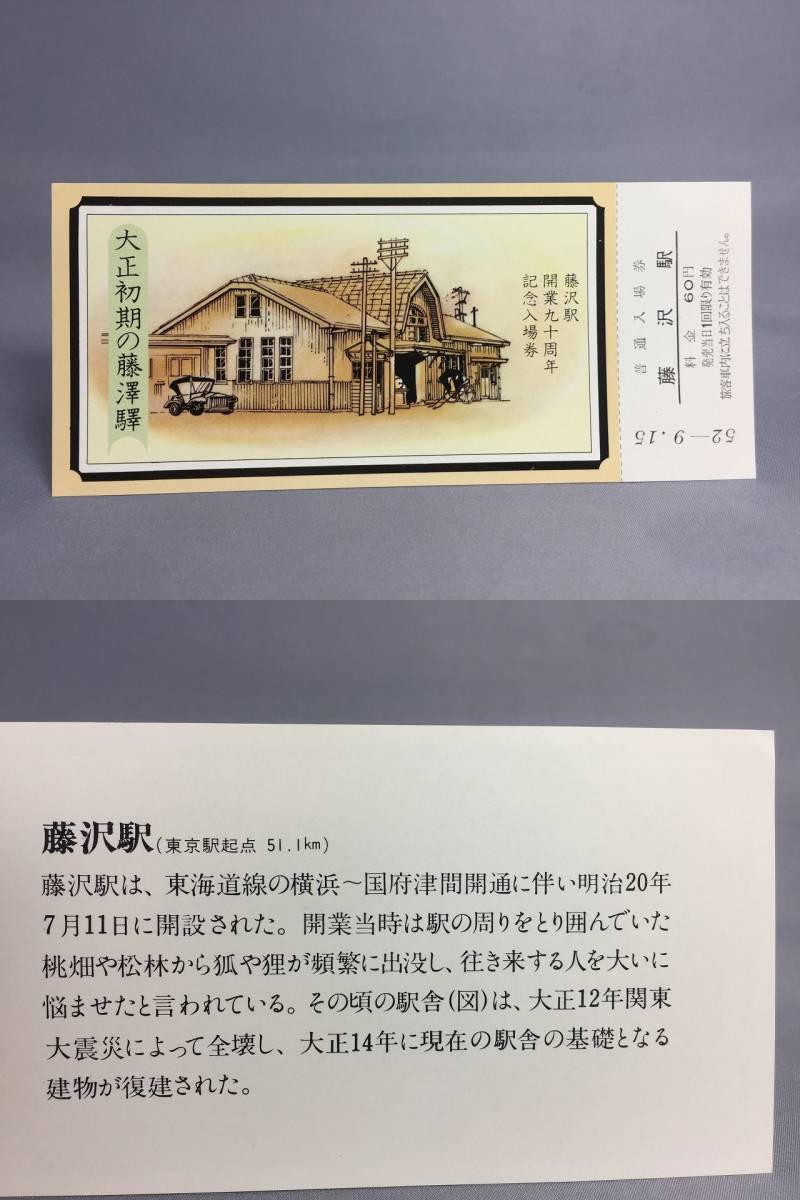 大正初期の藤澤驛
藤沢駅
開業九十周年
記念入場券
普通入場券
藤沢駅
料金 60円
発売当日1回限り有効
旅客車内に立ち入ることはできません。
52-9.15
藤沢駅(東京駅起点 51.1km)
藤沢駅は、東海道線の横浜~国府津間開通に伴い明治20年
7月11日に開設された。開業当時は駅の周りをとり囲んでいた
桃畑や松林から狐や狸が頻繁に出没し、往き来する人を大いに
悩ませたと言われている。その頃の駅舎(図)は、大正12年関東
大震災によって全壊し、大正14年に現在の駅舎の基礎となる
建物が復建された。